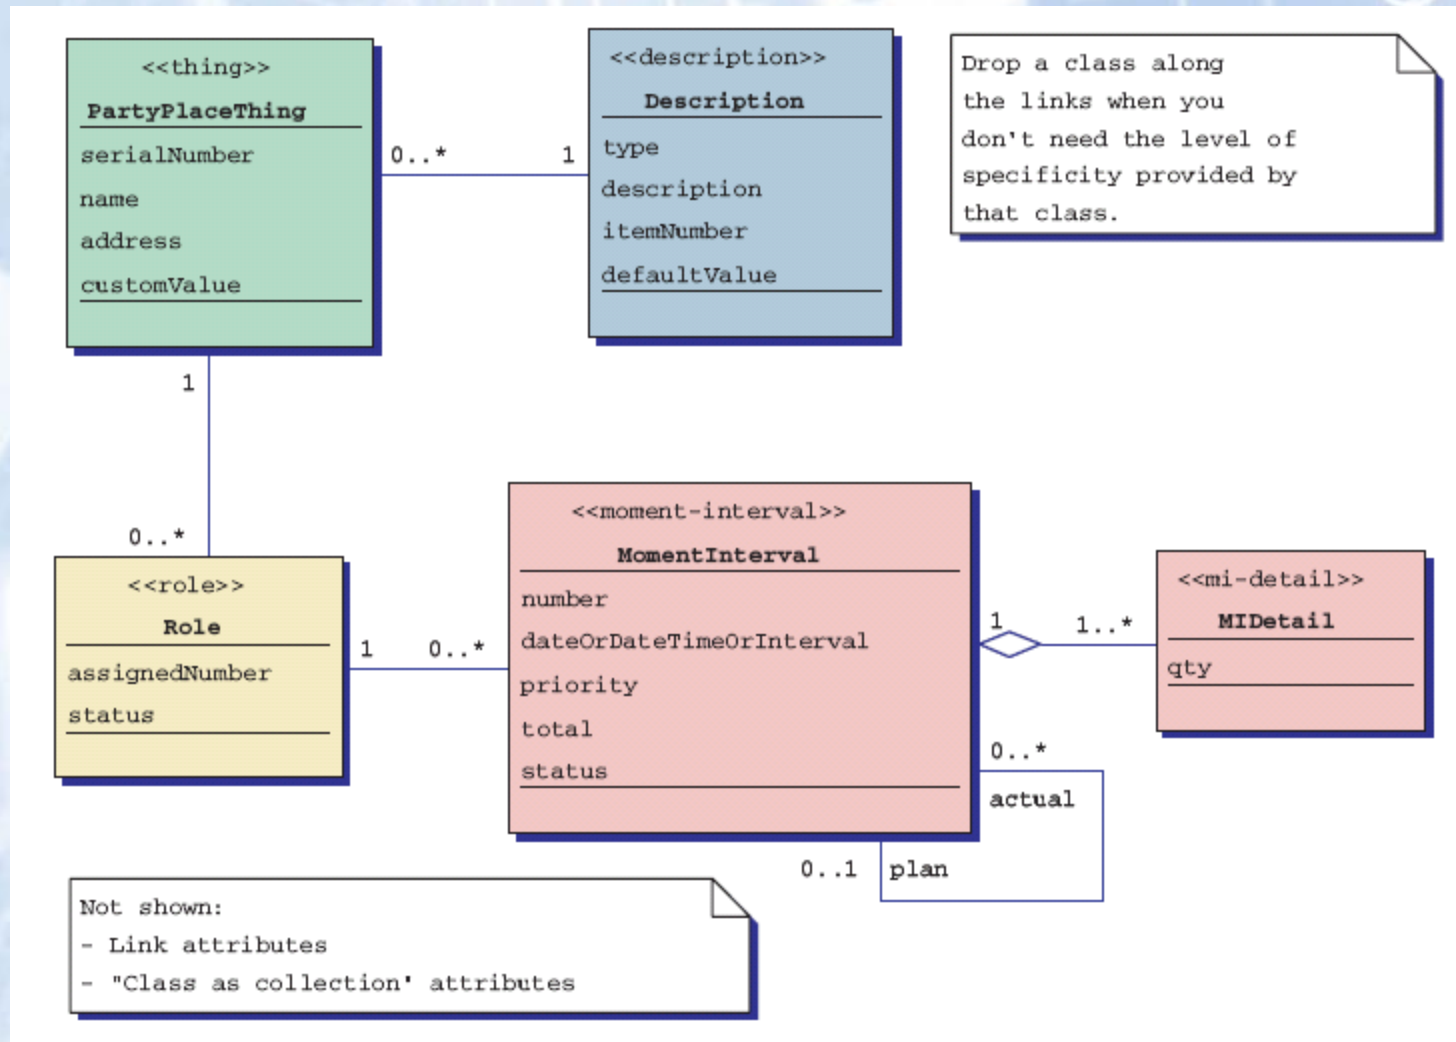 <<thing>>
PartyPlaceThing
serialNumber
name
address
customValue
0..*
1
<<description>>
Description
type
description
itemNumber
defaultValue
Drop a class along
the links when you
don't need the level of
specificity provided by
that class.
1
0..*
<<role>>
Role
assignedNumber
status
1
0..*
<<moment-interval>>
MomentInterval
number
dateOrDateTimeOrInterval
priority
total
status
1
1..*
<<mi-detail>>
MIDetail
qty
0..*
actual
0..1
plan
Not shown:
- Link attributes
- "Class as collection' attributes